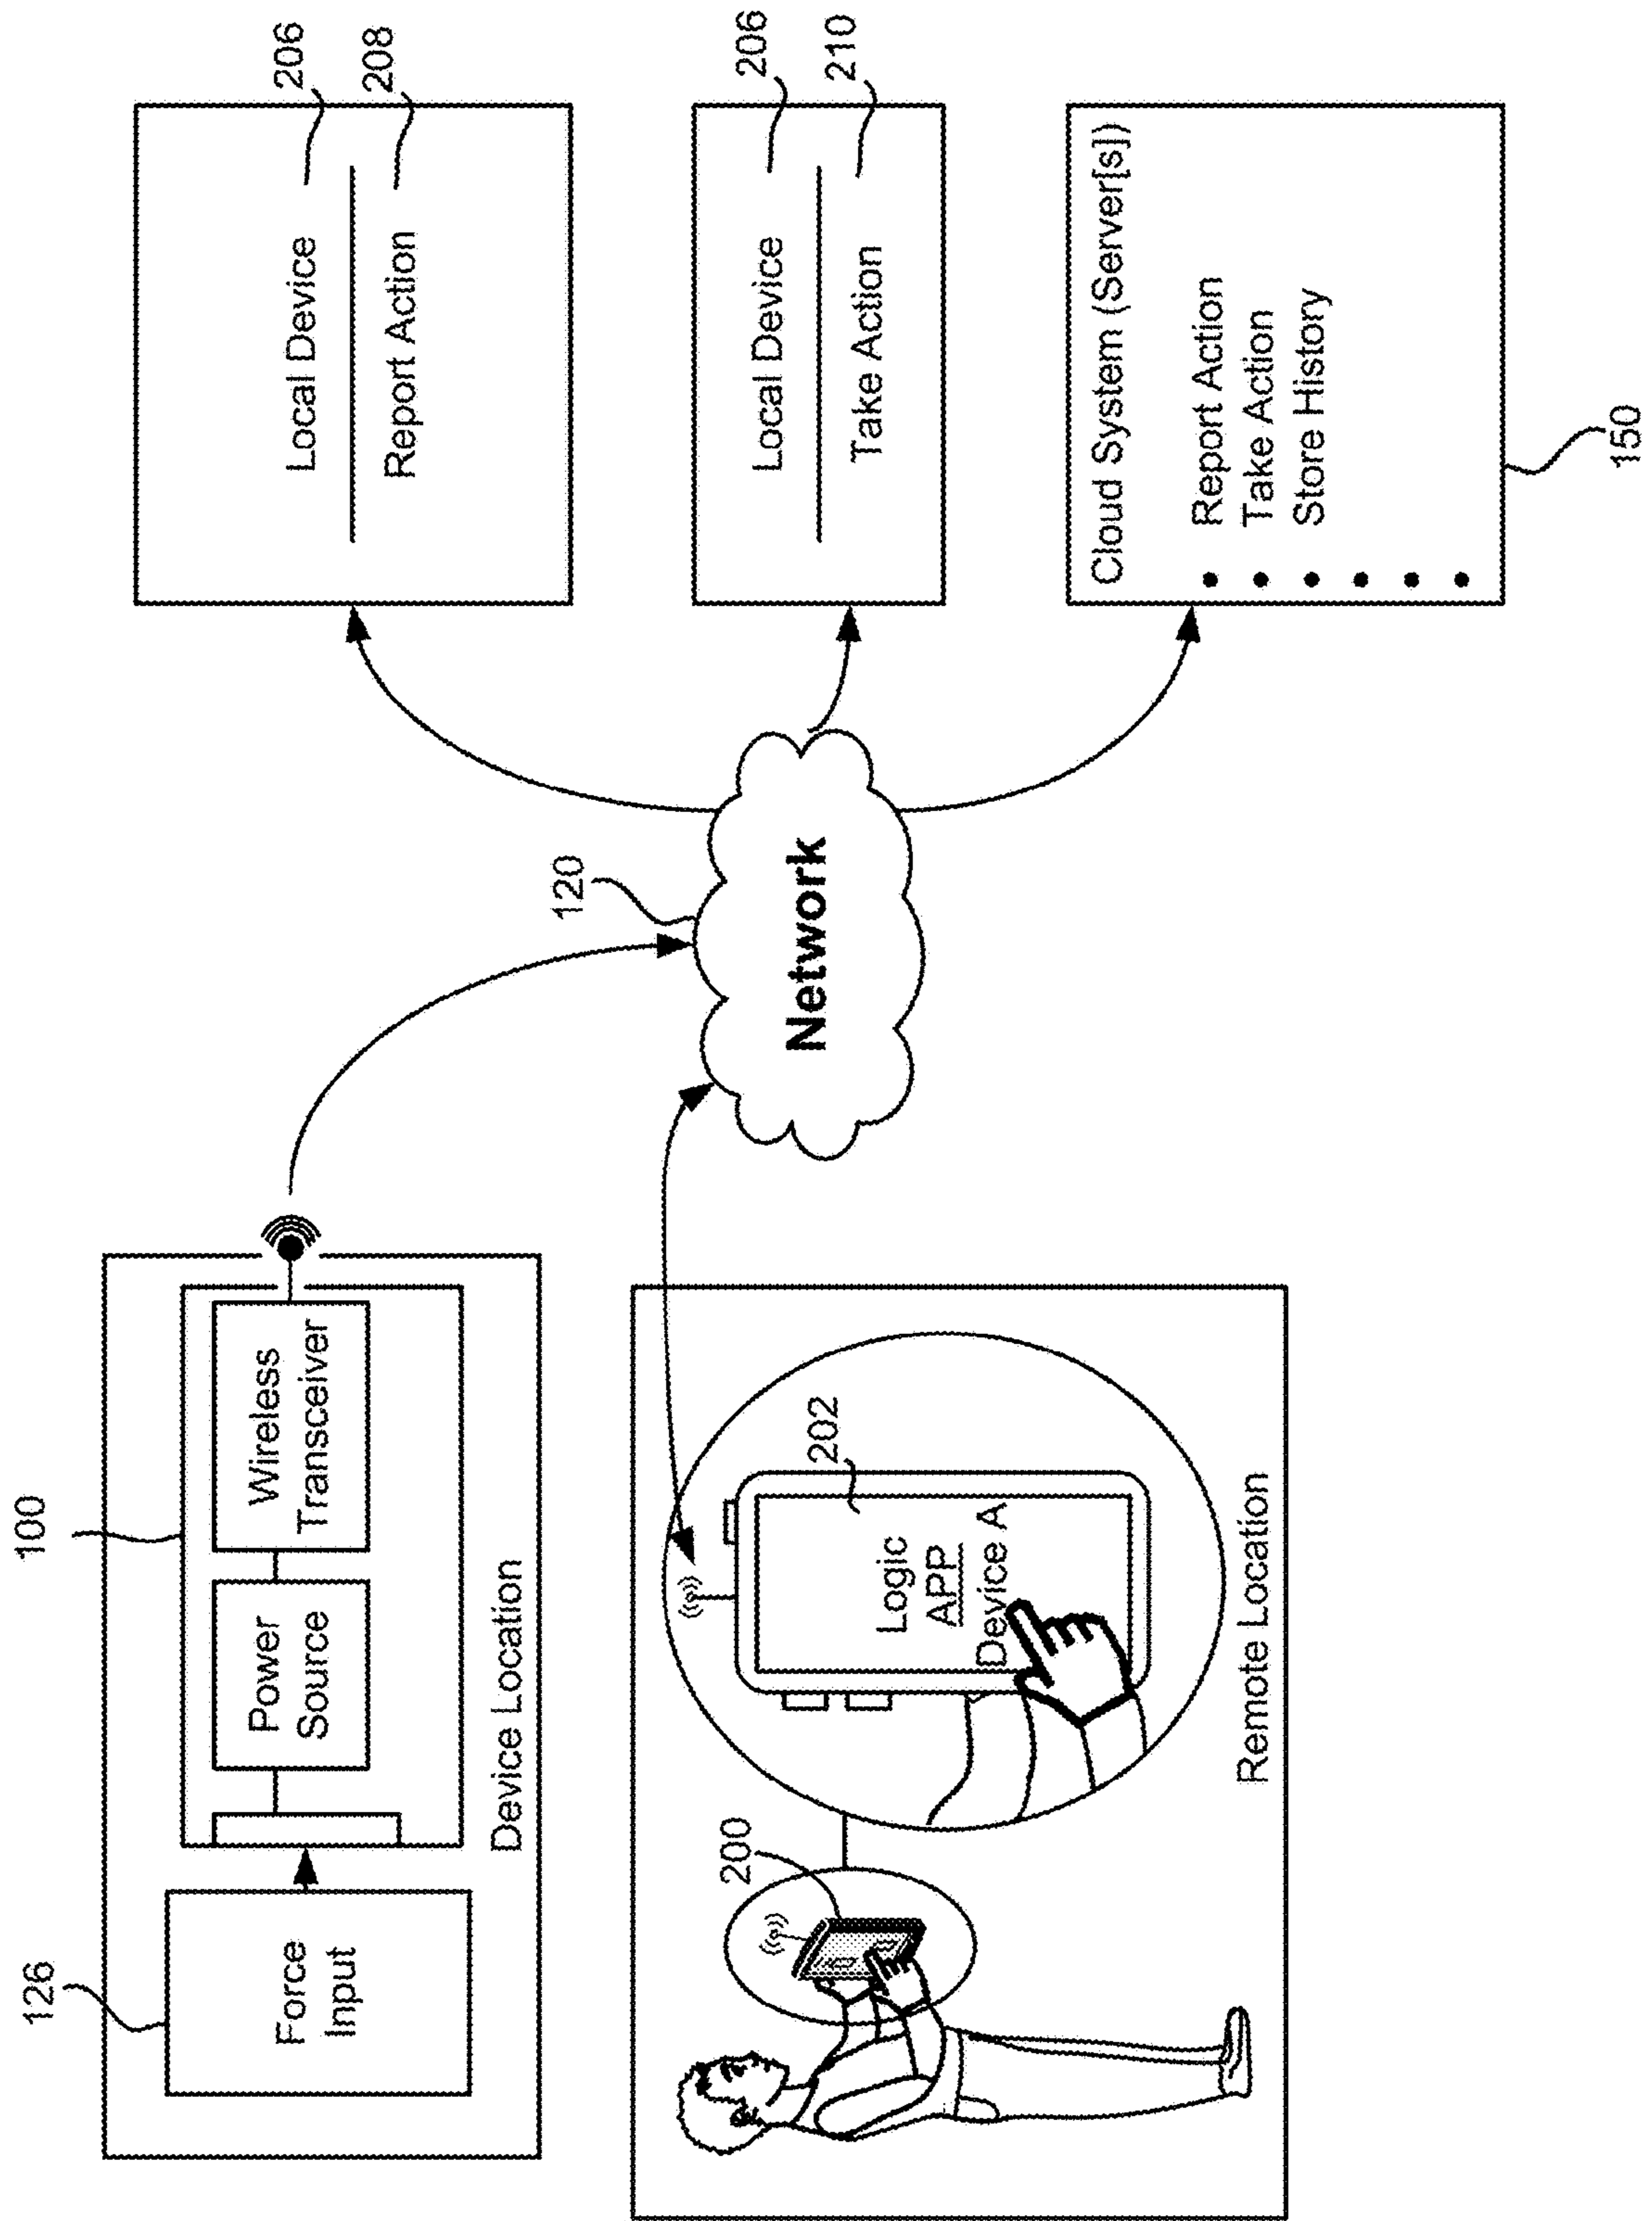 126
Force
Input
Power
Source
Wireless
Transceiver
100
Device Location
200
202
Logic
APP
Device A
Remote Location
120
Network
Local Device
206
Report Action
208
Local Device
206
Take Action
210
Cloud System (Server[s])
• Report Action
• Take Action
• Store History
•
•
•
150